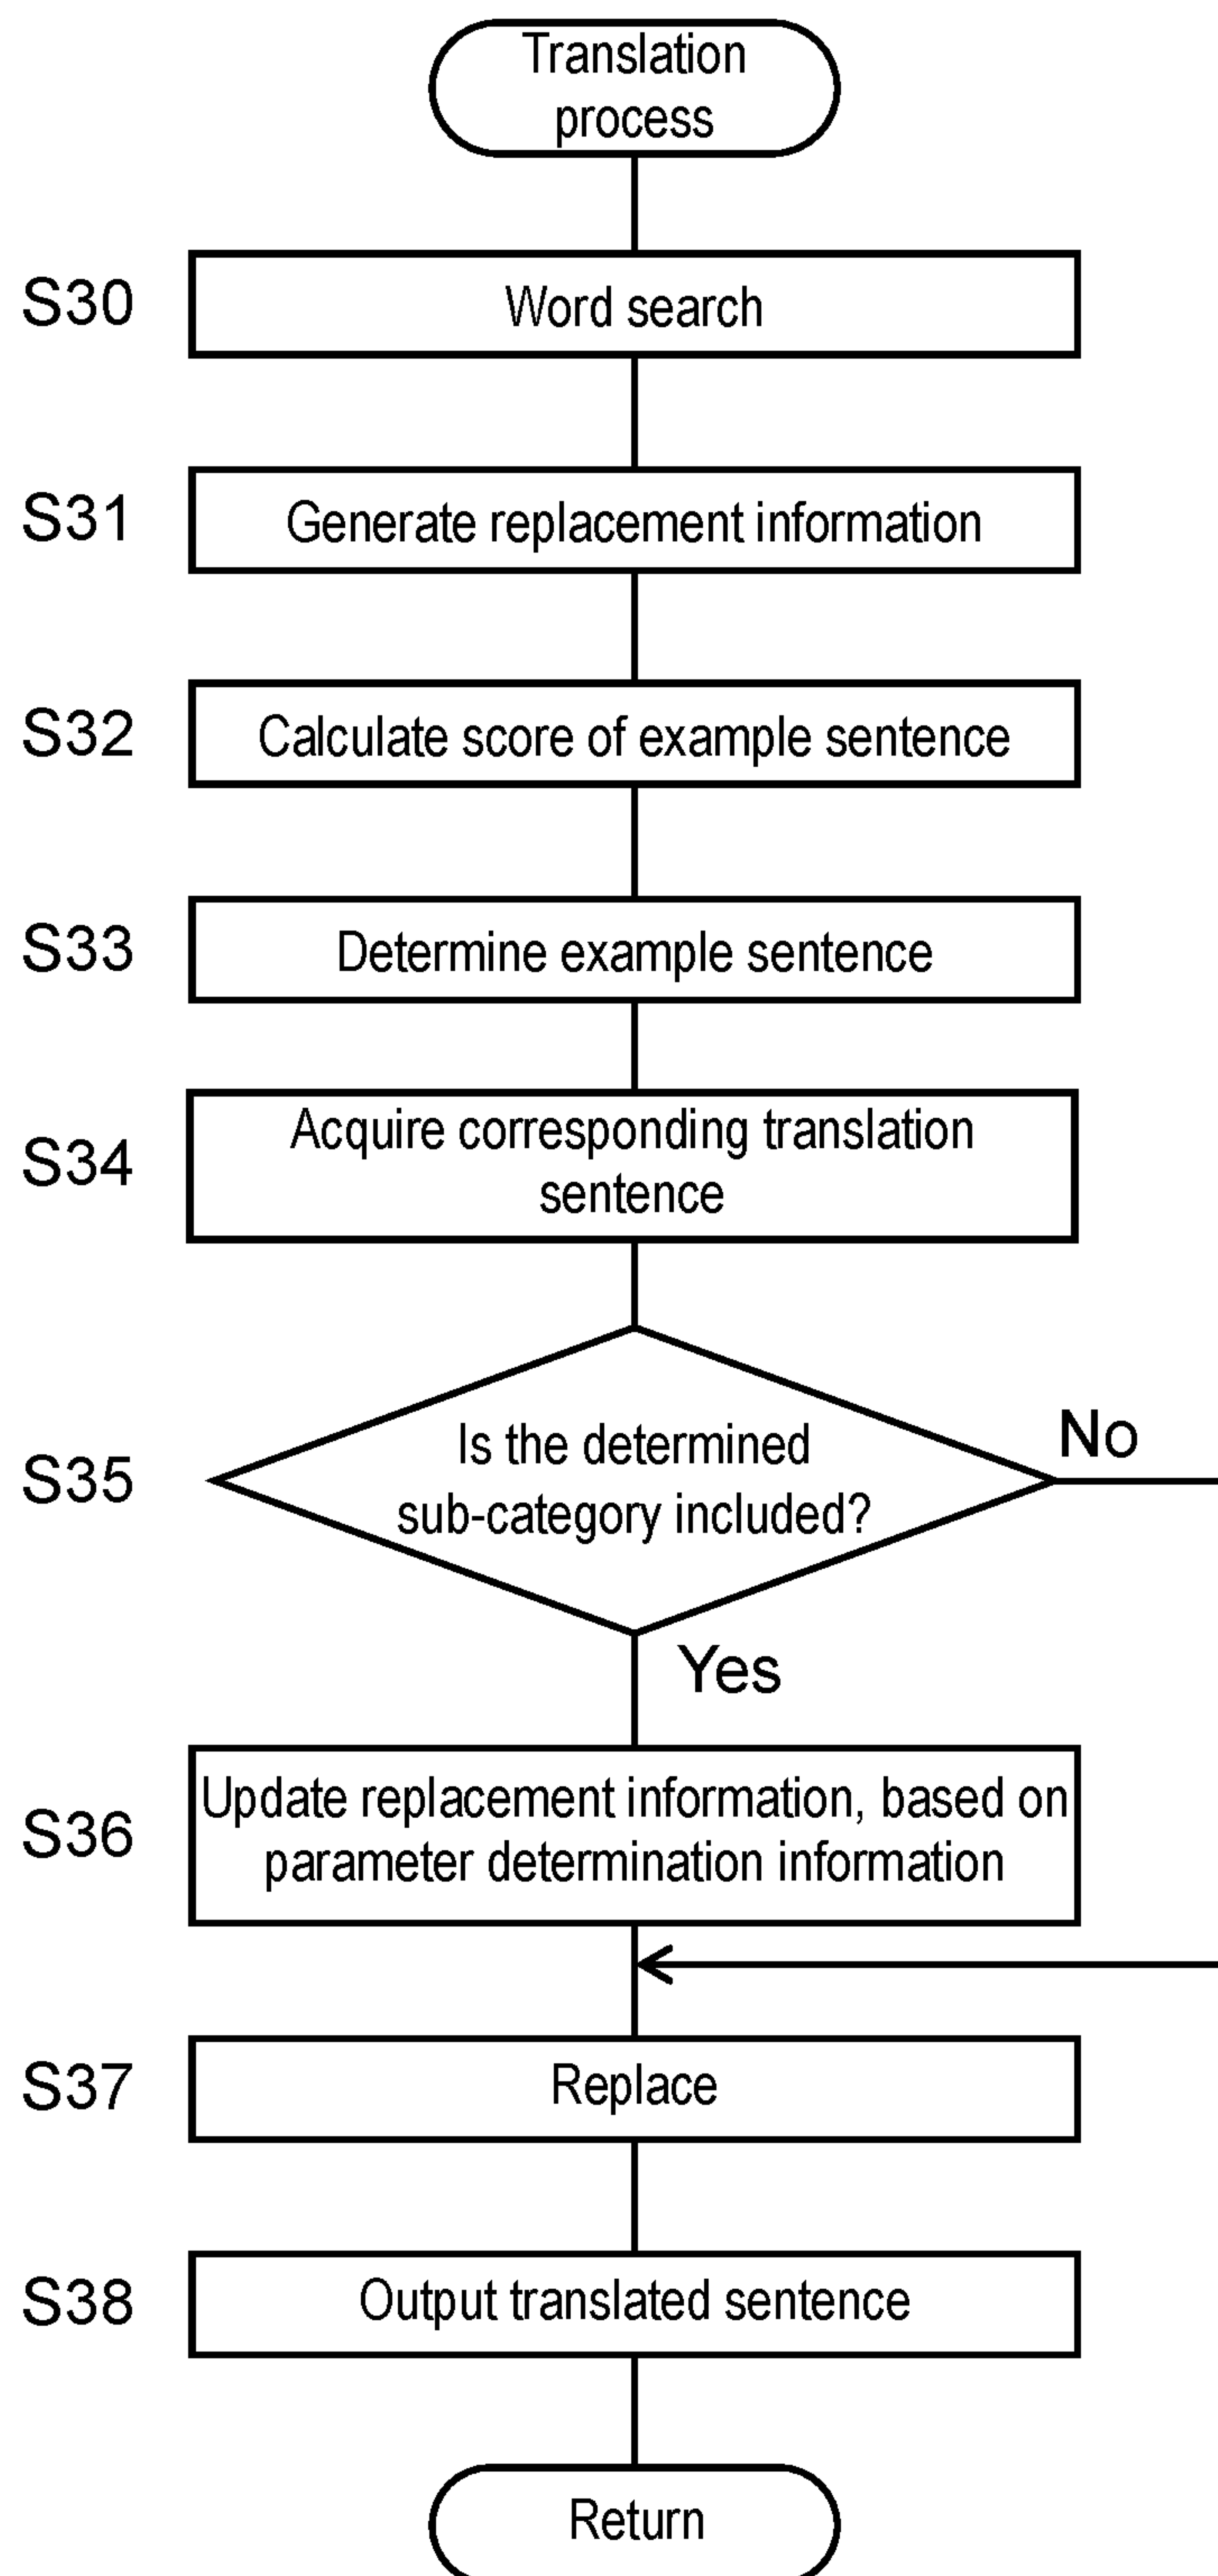 Translation
process
S30
Word search
S31
Generate replacement information
S32
Calculate score of example sentence
S33
Determine example sentence
S34
Acquire corresponding translation
sentence
S35
Is the determined
sub-category included?
No
Yes
S36
Update replacement information, based on
parameter determination information
S37
Replace
S38
Output translated sentence
Return